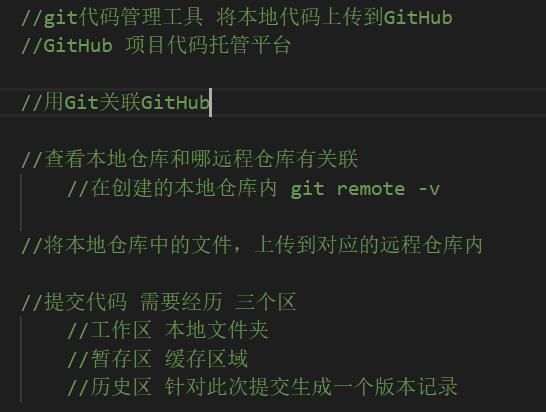 //git代码管理工具 将本地代码上传到GitHub
//GitHub 项目代码托管平台
//用Git关联GitHub
//查看本地仓库和哪远程仓库有关联
//在创建的本地仓库内 git remote -v
//将本地仓库中的文件，上传到对应的远程仓库内
//提交代码 需要经历 三个区
//工作区 本地文件夹
//暂存区 缓存区域
//历史区 针对此次提交生成一个版本记录